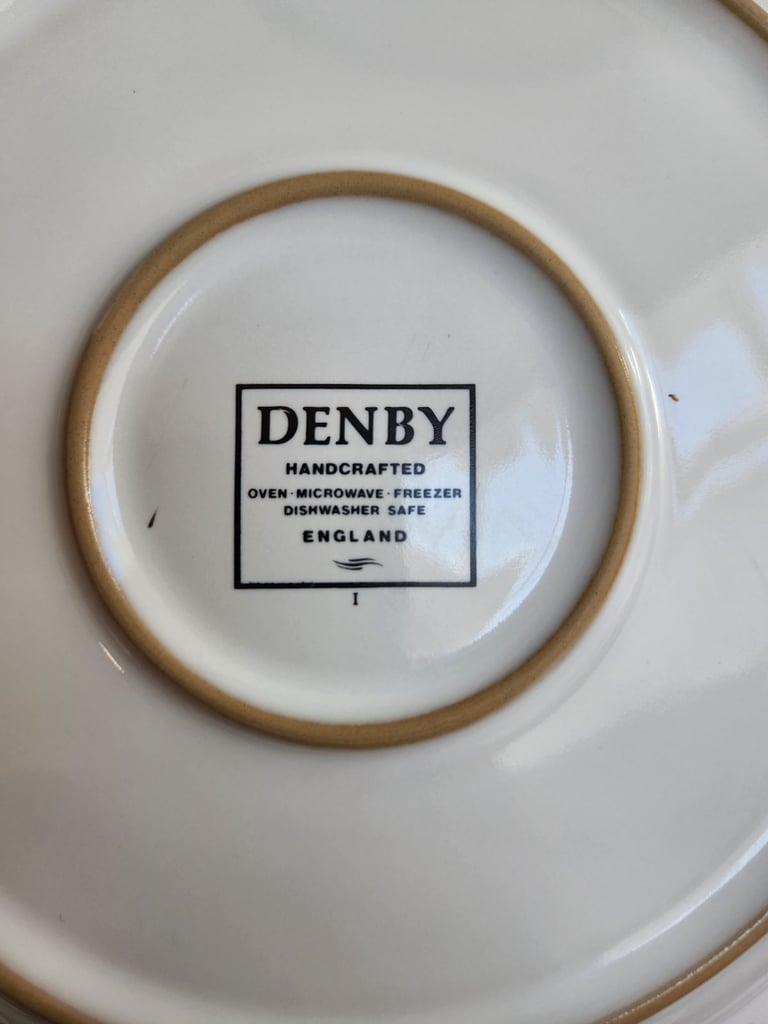 DENBY
HANDCRAFTED
OVEN · MICROWAVE · FREEZER
DISHWASHER SAFE
ENGLAND
I